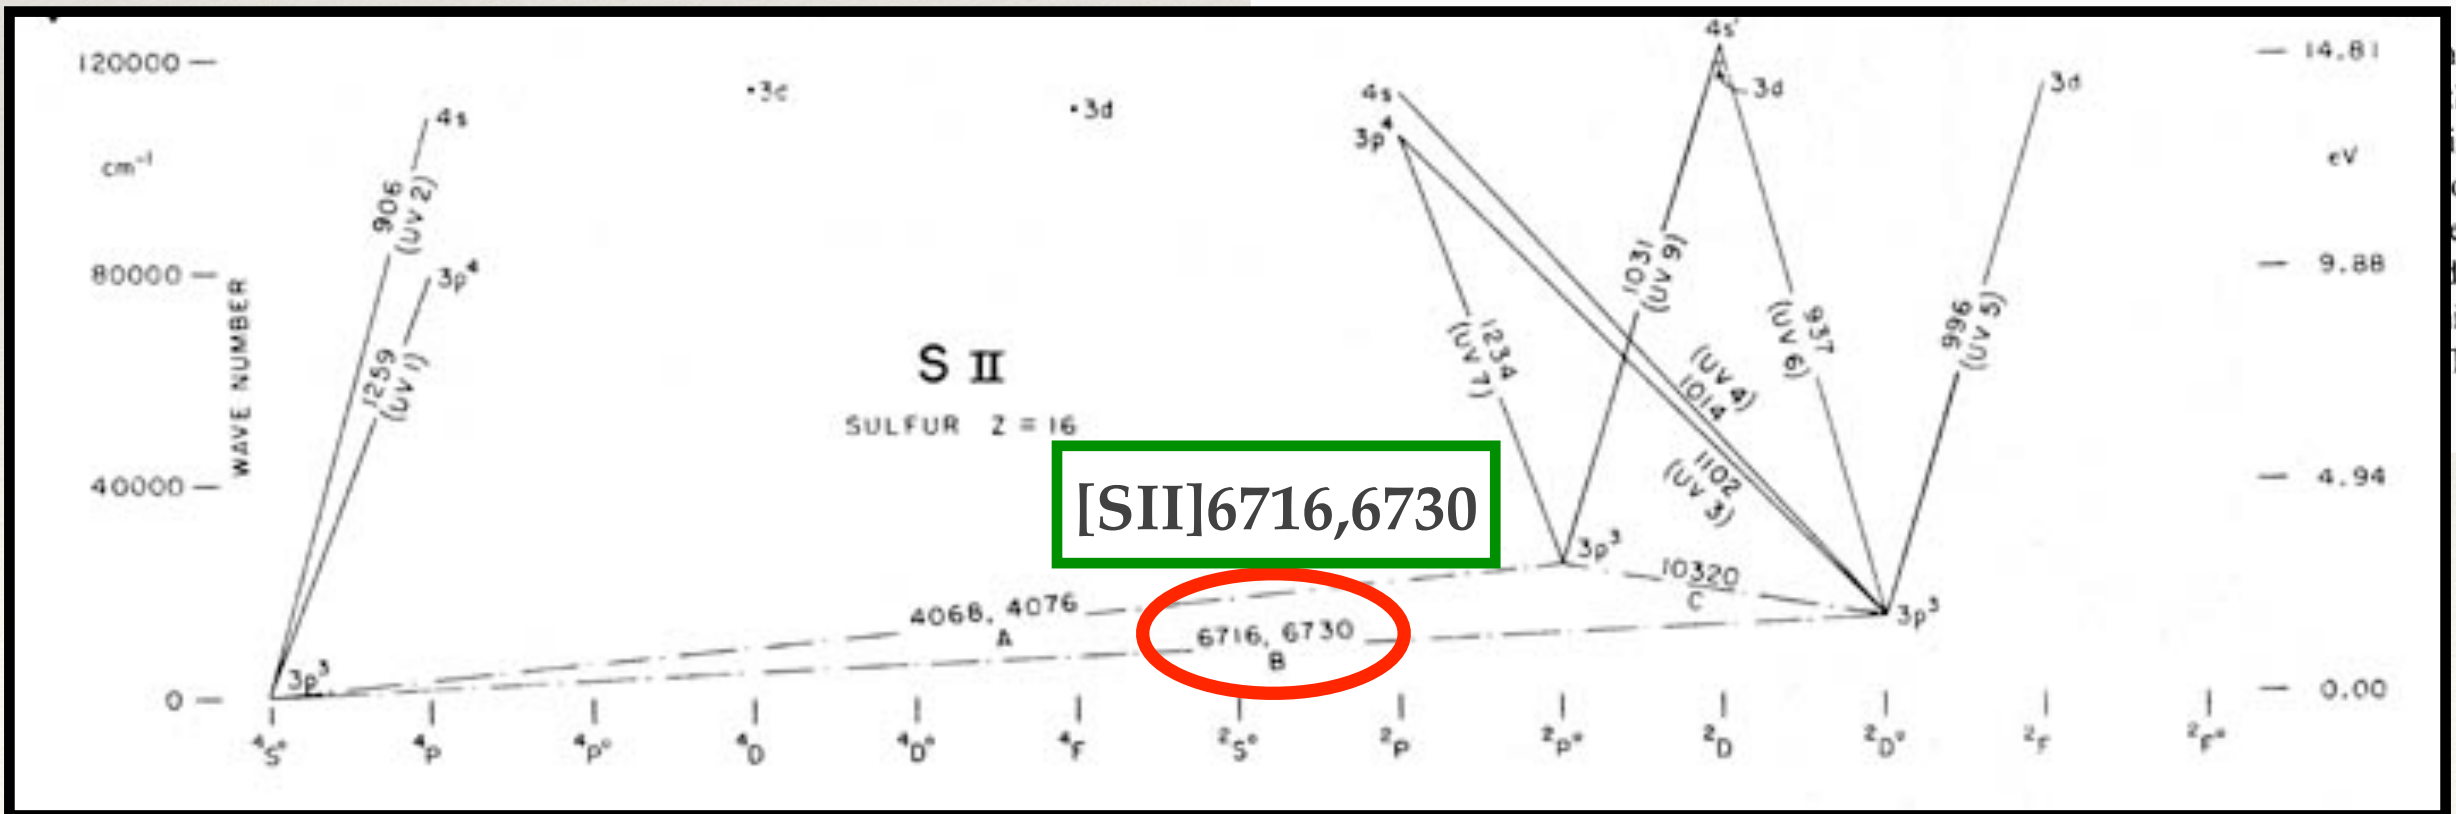 4s'
120000
14.81
3d
3d
3d
4s
4s
3d
3p⁴
cm⁻¹
eV
906
(UV 2)
1031
(UV 9)
80000
9.88
3p⁴
WAVE NUMBER
1259
(UV 1)
S II
SULFUR Z = 16
1234
(UV 7)
(UV 4)
1014
937
(UV 6)
996
(UV 5)
1102
(UV 3)
40000
4.94
[SII]6716,6730
3p³
10320
C
4068, 4076
A
6716, 6730
B
3p³
3p³
0
0.00
⁴S° ⁴P ⁴P° ⁴D ⁴D° ⁴F ²S° ²P ²P° ²D ²D° ²F ²F°